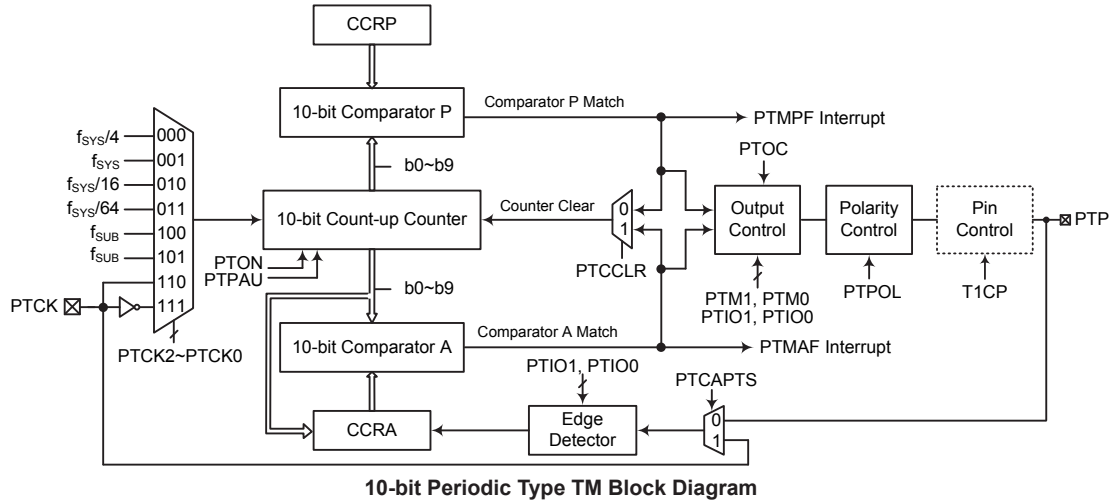 CCRP
10-bit Comparator P
Comparator P Match
PTMPF Interrupt
b0~b9
PTOC
fSYS/4
000
fSYS
001
fSYS/16
010
fSYS/64
011
fSUB
100
fSUB
101
110
111
PTCK
PTCK2~PTCK0
10-bit Count-up Counter
Counter Clear
0
1
PTCCLR
Output
Control
Polarity
Control
Pin
Control
PTP
PTON
PTPAU
b0~b9
PTM1, PTM0
PTIO1, PTIO0
PTPOL
T1CP
10-bit Comparator A
Comparator A Match
PTMAF Interrupt
PTIO1, PTIO0
PTCAPTS
CCRA
Edge
Detector
0
1
10-bit Periodic Type TM Block Diagram